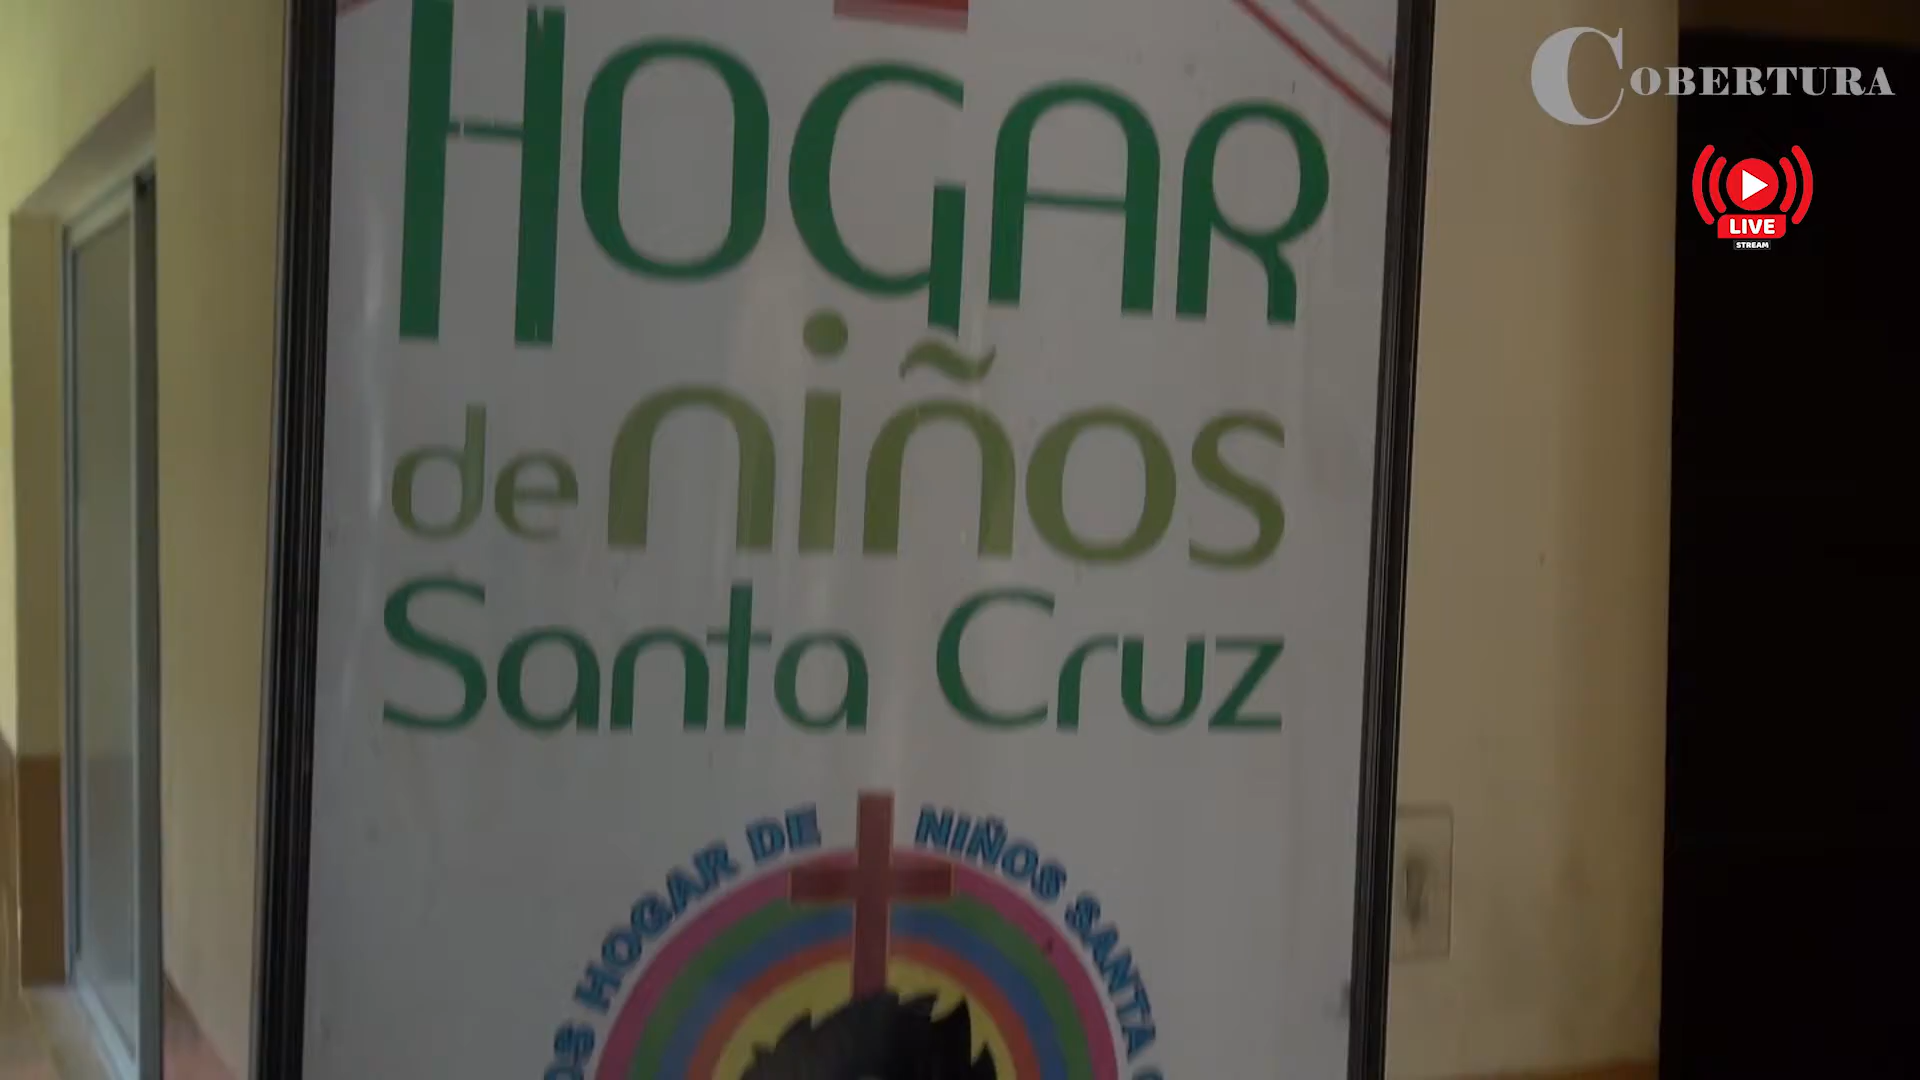 HOGAR
de niños
Santa Cruz
HOGAR DE NIÑOS SANTA
COBERTURA
LIVE
STREAM